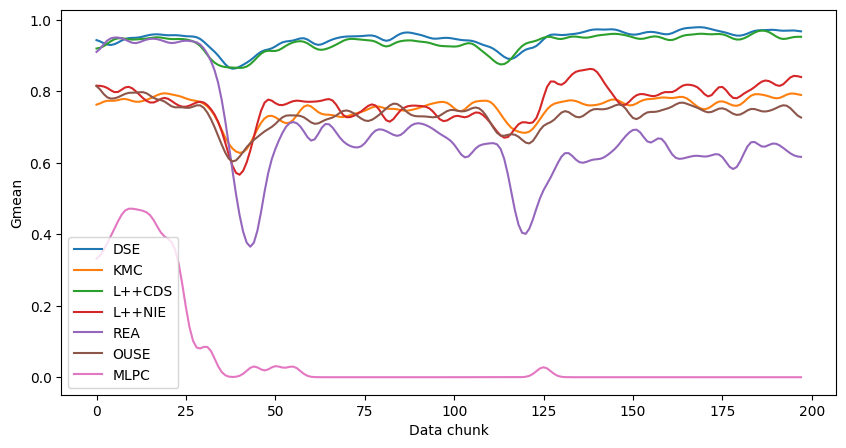 1.0
0.8
0.6
0.4
0.2
0.0
Gmean
DSE
KMC
L++CDS
L++NIE
REA
OUSE
MLPC
0 25 50 75 100 125 150 175 200
Data chunk